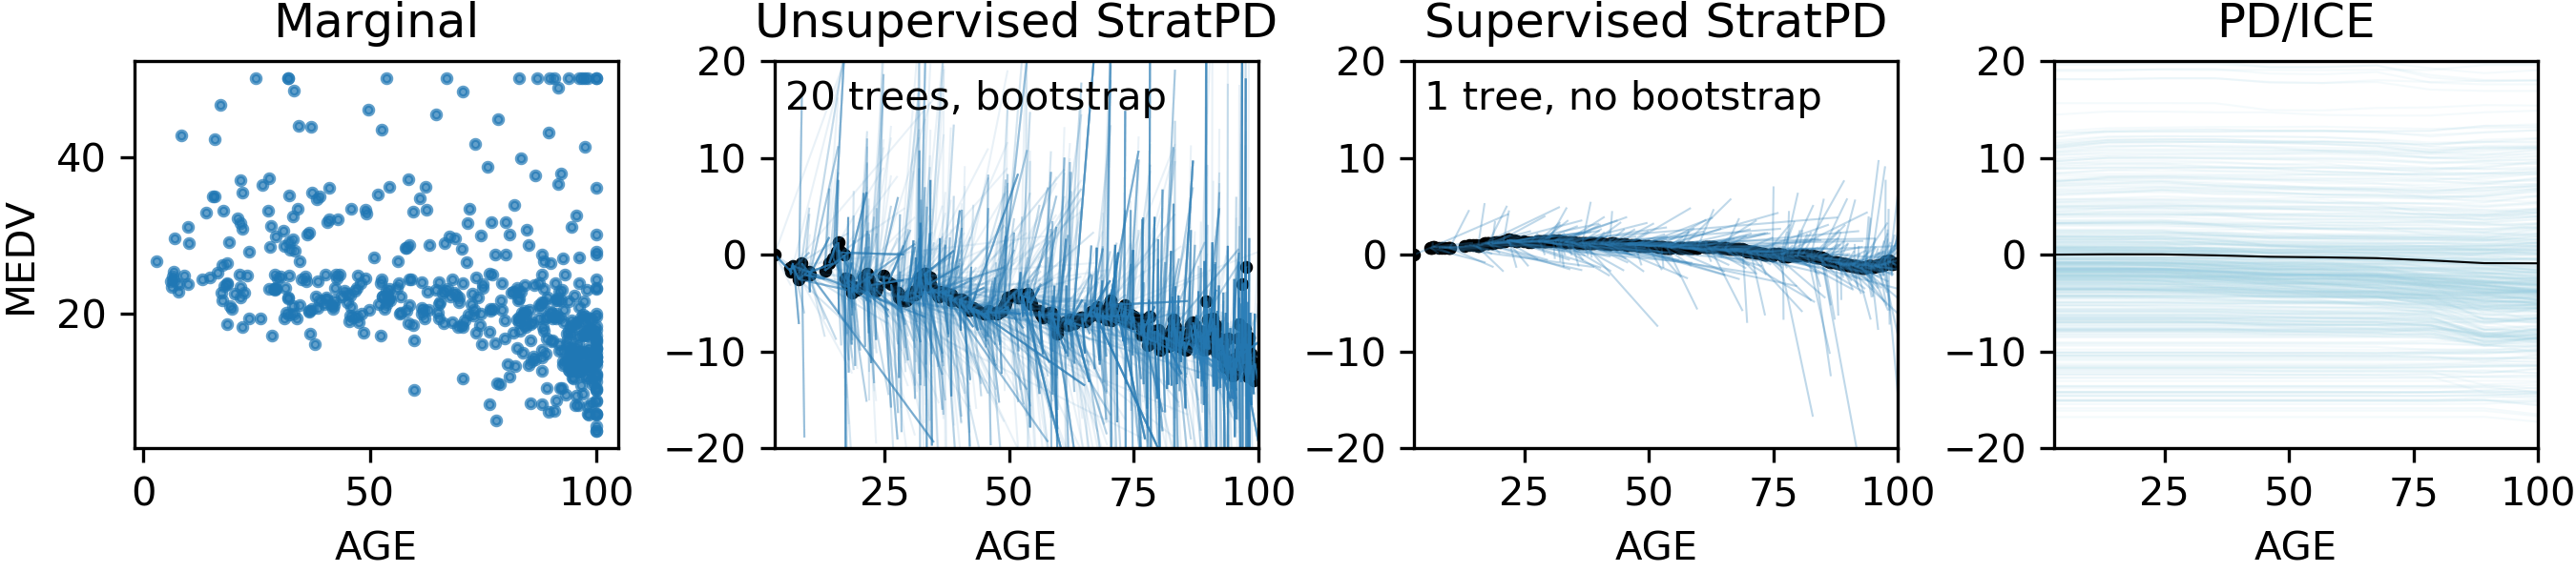 Marginal
MEDV
40
20
0
50
100
AGE
Unsupervised StratPD
20 trees, bootstrap
20
10
0
−10
−20
25
50
75
100
AGE
Supervised StratPD
1 tree, no bootstrap
20
10
0
−10
−20
25
50
75
100
AGE
PD/ICE
20
10
0
−10
−20
25
50
75
100
AGE